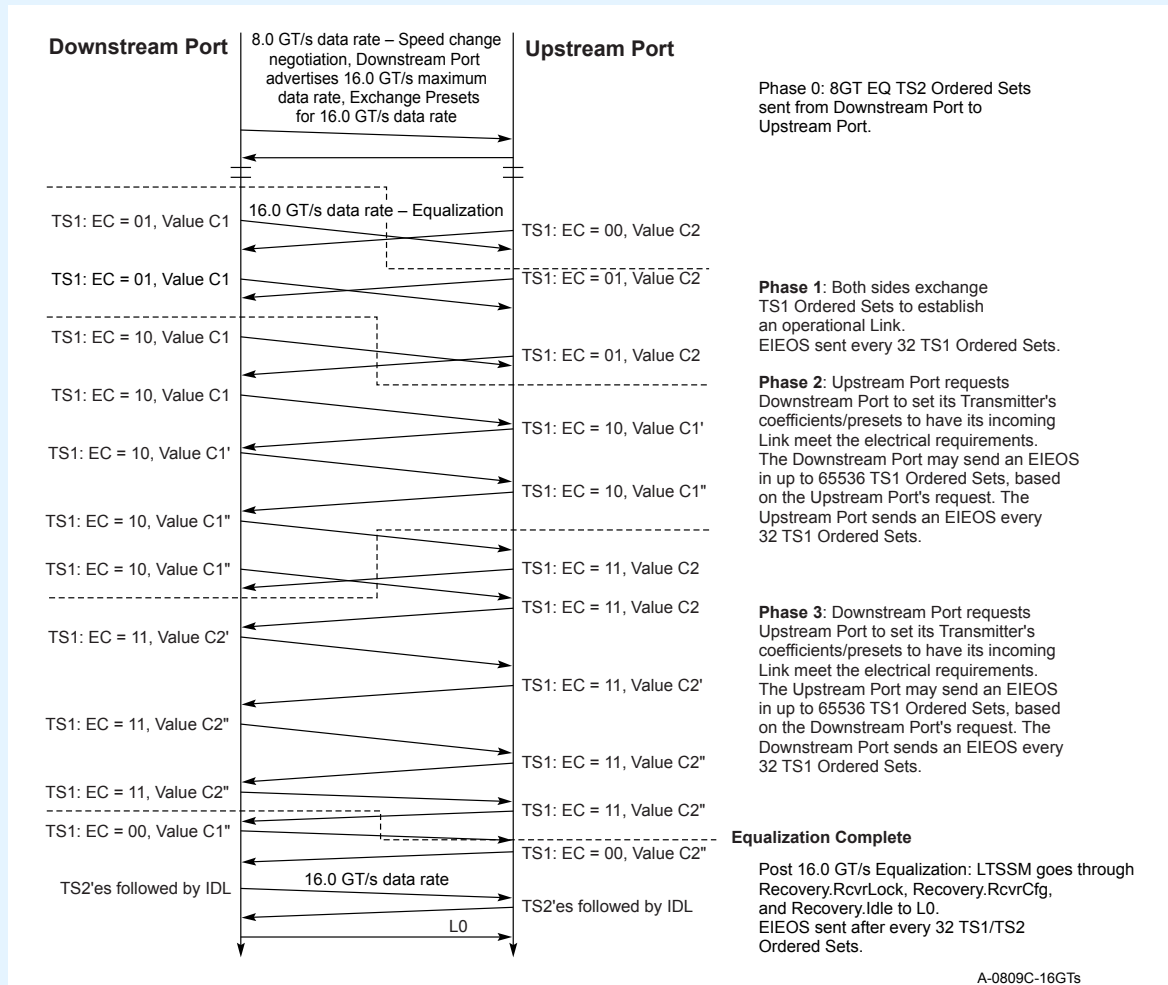 Downstream Port
8.0 GT/s data rate – Speed change
negotiation, Downstream Port
advertises 16.0 GT/s maximum
data rate, Exchange Presets
for 16.0 GT/s data rate
Upstream Port
Phase 0: 8GT EQ TS2 Ordered Sets
sent from Downstream Port to
Upstream Port.
16.0 GT/s data rate – Equalization
TS1: EC = 01, Value C1
TS1: EC = 00, Value C2
TS1: EC = 01, Value C1
TS1: EC = 01, Value C2
Phase 1: Both sides exchange
TS1 Ordered Sets to establish
an operational Link.
EIEOS sent every 32 TS1 Ordered Sets.
TS1: EC = 10, Value C1
TS1: EC = 01, Value C2
Phase 2: Upstream Port requests
Downstream Port to set its Transmitter's
coefficients/presets to have its incoming
Link meet the electrical requirements.
The Downstream Port may send an EIEOS
in up to 65536 TS1 Ordered Sets, based
on the Upstream Port's request. The
Upstream Port sends an EIEOS every
32 TS1 Ordered Sets.
TS1: EC = 10, Value C1
TS1: EC = 10, Value C1'
TS1: EC = 10, Value C1'
TS1: EC = 10, Value C1"
TS1: EC = 10, Value C1"
TS1: EC = 10, Value C1"
TS1: EC = 11, Value C2
TS1: EC = 11, Value C2
Phase 3: Downstream Port requests
Upstream Port to set its Transmitter's
coefficients/presets to have its incoming
Link meet the electrical requirements.
The Upstream Port may send an EIEOS
in up to 65536 TS1 Ordered Sets, based
on the Downstream Port's request. The
Downstream Port sends an EIEOS every
32 TS1 Ordered Sets.
TS1: EC = 11, Value C2'
TS1: EC = 11, Value C2'
TS1: EC = 11, Value C2"
TS1: EC = 11, Value C2"
TS1: EC = 11, Value C2"
TS1: EC = 11, Value C2"
TS1: EC = 00, Value C1"
Equalization Complete
TS1: EC = 00, Value C2"
Post 16.0 GT/s Equalization: LTSSM goes through
Recovery.RcvrLock, Recovery.RcvrCfg,
and Recovery.Idle to L0.
EIEOS sent after every 32 TS1/TS2
Ordered Sets.
16.0 GT/s data rate
TS2'es followed by IDL
TS2'es followed by IDL
L0
A-0809C-16GTs